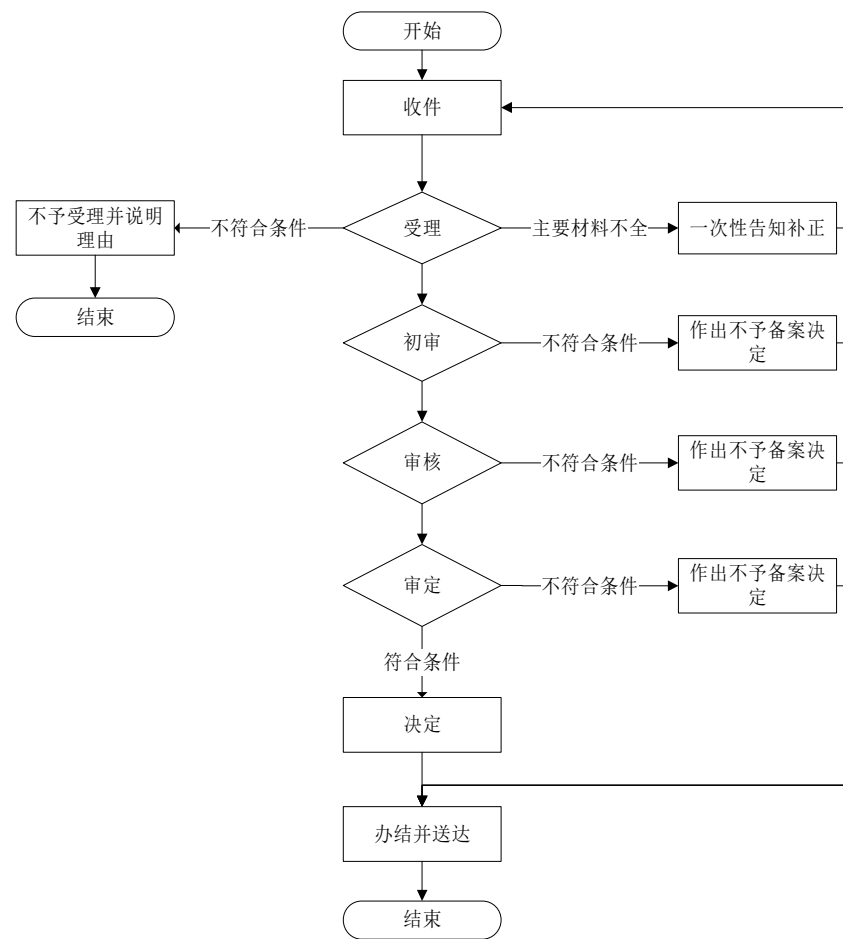 开始
收件
不予受理并说明
理由
不符合条件
受理
主要材料不全
一次性告知补正
结束
初审
不符合条件
作出不予备案决
定
审核
不符合条件
作出不予备案决
定
审定
不符合条件
作出不予备案决
定
符合条件
决定
办结并送达
结束